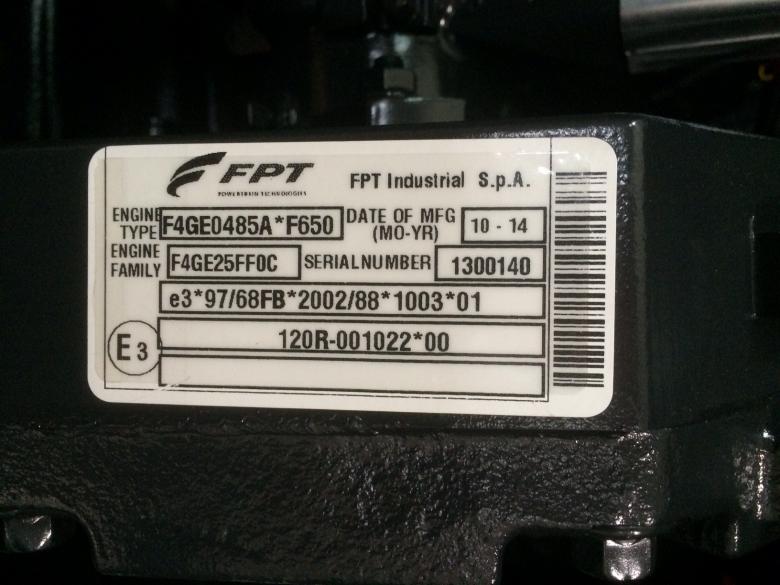 FPT FPT Industrial S.p.A.
POWERTRAIN TECHNOLOGIES
ENGINE TYPE F4GE0485A*F650 DATE OF MFG (MO-YR) 10 - 14
ENGINE FAMILY F4GE25FF0C SERIAL NUMBER 1300140
e3*97/68FB*2002/88*1003*01
E3 120R-001022*00